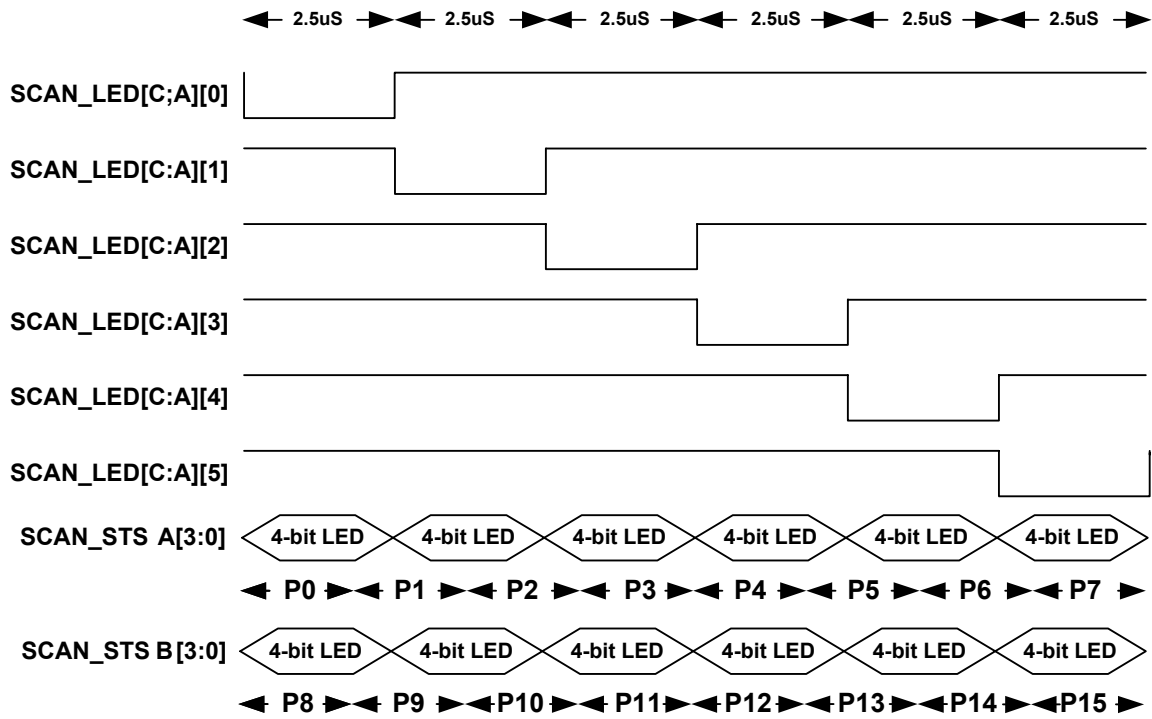 2.5uS 2.5uS 2.5uS 2.5uS 2.5uS 2.5uS
SCAN_LED[C;A][0]
SCAN_LED[C:A][1]
SCAN_LED[C:A][2]
SCAN_LED[C:A][3]
SCAN_LED[C:A][4]
SCAN_LED[C:A][5]
SCAN_STS A[3:0] 4-bit LED 4-bit LED 4-bit LED 4-bit LED 4-bit LED 4-bit LED
P0 P1 P2 P3 P4 P5 P6 P7
SCAN_STS B[3:0] 4-bit LED 4-bit LED 4-bit LED 4-bit LED 4-bit LED 4-bit LED
P8 P9 P10 P11 P12 P13 P14 P15